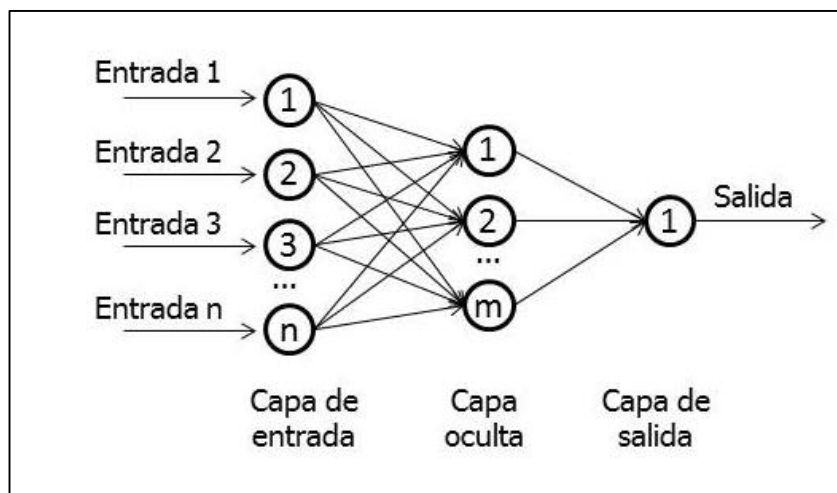 Entrada 1
Entrada 2
Entrada 3
...
Entrada n
1
2
3
n
1
2
...
m
1
Salida
Capa de
entrada
Capa
oculta
Capa de
salida